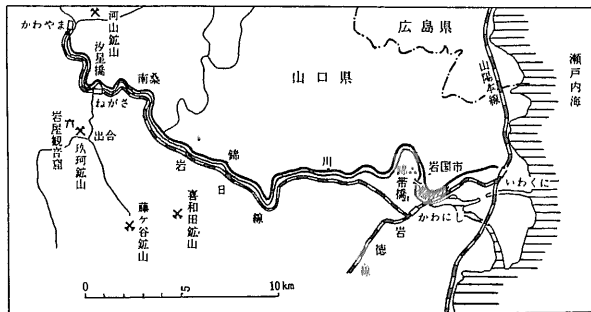 かわやま
河山鉱山
汐星橋
ねがさ
南桑
岩屋観音窟
出合
玖珂鉱山
藤ヶ谷鉱山
喜和田鉱山
山口県
広島県
山陽本線
瀬戸内海
錦川
岩日線
錦帯橋
岩国市
いわくに
かわにし
岩徳線
0 5 10 km